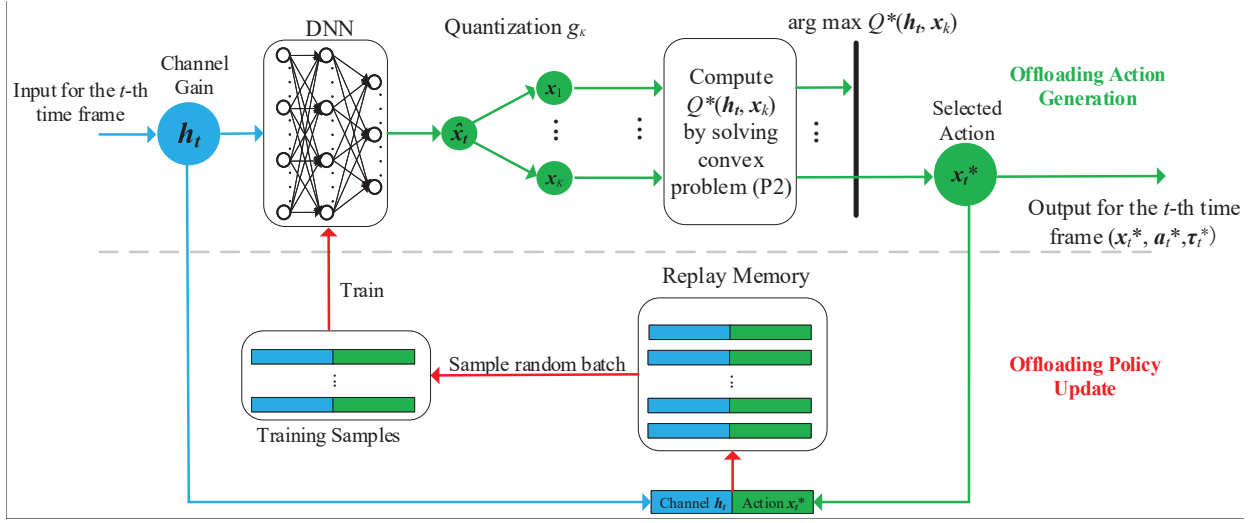 DNN
Quantization g_K
arg max Q*(h_t, x_k)
Channel
Gain
Input for the t-th
time frame
h_t
x̂_t
x_1
⋮
⋮
x_K
Compute
Q*(h_t, x_k)
by solving
convex
problem (P2)
⋮
Offloading Action
Generation
Selected
Action
x_t*
Output for the t-th time
frame (x_t*, a_t*,τ_t*)
Train
Replay Memory
Sample random batch
Training Samples
Offloading Policy
Update
Channel h_t
Action x_t*